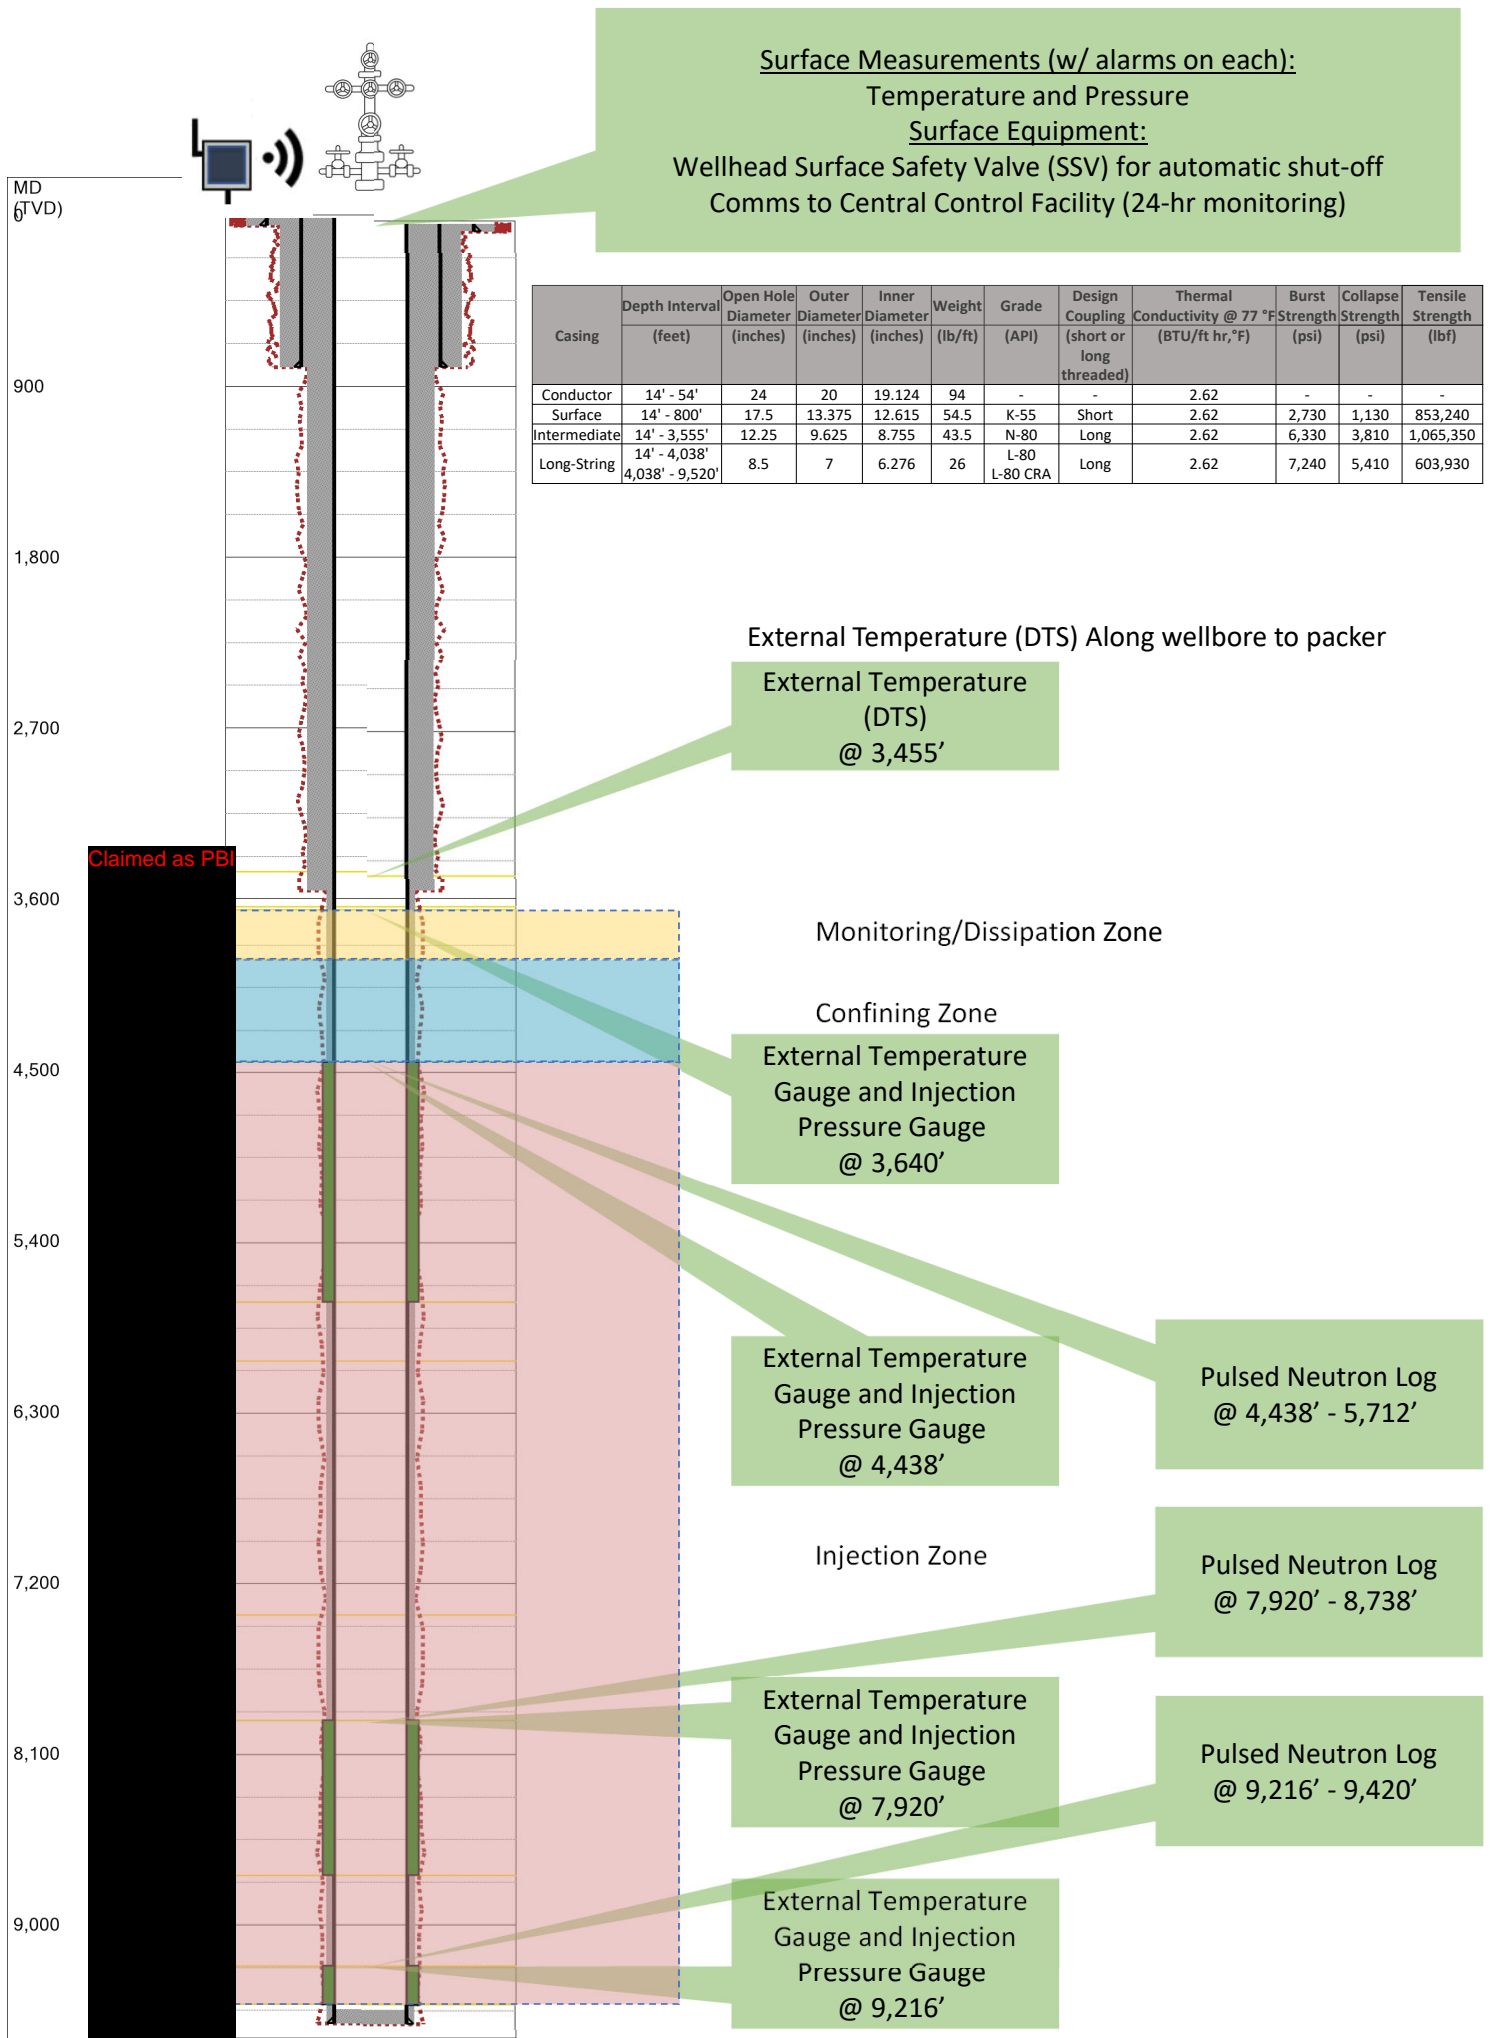 Surface Measurements (w/ alarms on each):
Temperature and Pressure
Surface Equipment:
Wellhead Surface Safety Valve (SSV) for automatic shut-off
Comms to Central Control Facility (24-hr monitoring)
MD
(TVD)
0
900
1,800
2,700
3,600
4,500
5,400
6,300
7,200
8,100
9,000
Claimed as PBI
Casing Depth Interval (feet) Open Hole Diameter (inches) Outer Diameter (inches) Inner Diameter (inches) Weight (lb/ft) Grade (API) Design Coupling (short or long threaded) Thermal Conductivity @ 77 °F (BTU/ft hr,°F) Burst Strength (psi) Collapse Strength (psi) Tensile Strength (lbf)
Conductor 14' - 54' 24 20 19.124 94 - - 2.62 - - -
Surface 14' - 800' 17.5 13.375 12.615 54.5 K-55 Short 2.62 2,730 1,130 853,240
Intermediate 14' - 3,555' 12.25 9.625 8.755 43.5 N-80 Long 2.62 6,330 3,810 1,065,350
Long-String 14' - 4,038' 4,038' - 9,520' 8.5 7 6.276 26 L-80 L-80 CRA Long 2.62 7,240 5,410 603,930
External Temperature (DTS) Along wellbore to packer
External Temperature
(DTS)
@ 3,455’
Monitoring/Dissipation Zone
Confining Zone
External Temperature
Gauge and Injection
Pressure Gauge
@ 3,640’
External Temperature
Gauge and Injection
Pressure Gauge
@ 4,438’
Pulsed Neutron Log
@ 4,438’ - 5,712’
Injection Zone
Pulsed Neutron Log
@ 7,920’ - 8,738’
External Temperature
Gauge and Injection
Pressure Gauge
@ 7,920’
Pulsed Neutron Log
@ 9,216’ - 9,420’
External Temperature
Gauge and Injection
Pressure Gauge
@ 9,216’